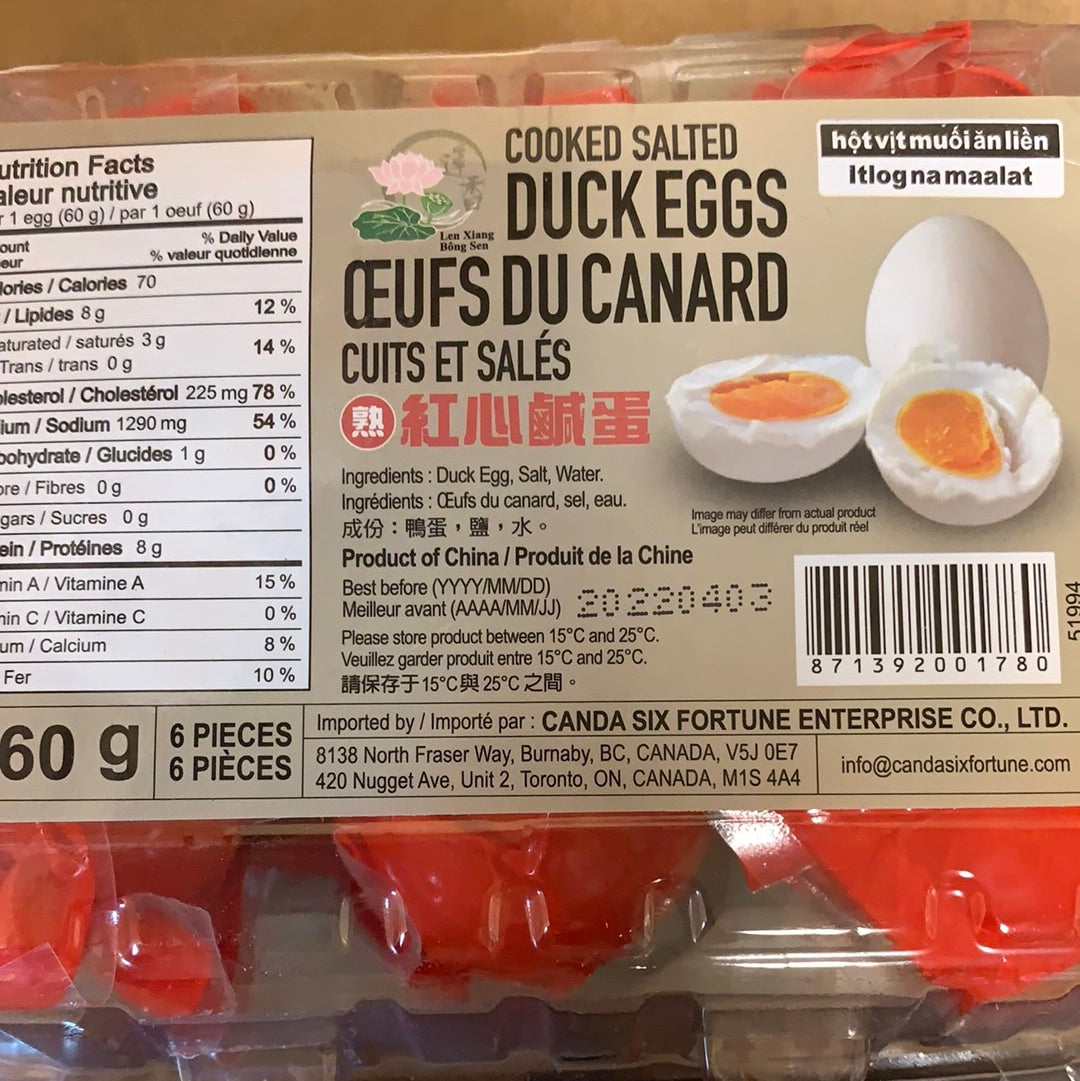 utrition Facts
aleur nutritive
r 1 egg (60 g) / par 1 oeuf (60 g)
ount
eur
% Daily Value
% valeur quotidienne
lories / Calories 70
/ Lipides 8 g 12 %
aturated / saturés 3 g
Trans / trans 0 g
14 %
olesterol / Cholestérol 225 mg 78 %
ium / Sodium 1290 mg 54 %
bohydrate / Glucides 1 g 0 %
bre / Fibres 0 g 0 %
gars / Sucres 0 g
ein / Protéines 8 g
min A / Vitamine A 15 %
min C / Vitamine C 0 %
um / Calcium 8 %
Fer 10 %
60 g
6 PIECES
6 PIÈCES
蓮香
Len Xiang
Bông Sen
COOKED SALTED
DUCK EGGS
ŒUFS DU CANARD
CUITS ET SALÉS
熟 紅心鹹蛋
hột vịt muối ăn liền
Itlog na maalat
Ingredients : Duck Egg, Salt, Water.
Ingrédients : Œufs du canard, sel, eau.
成份：鴨蛋，鹽，水。
Image may differ from actual product
L'image peut différer du produit réel
Product of China / Produit de la Chine
Best before (YYYY/MM/DD)
Meilleur avant (AAAA/MM/JJ)
20220403
Please store product between 15°C and 25°C.
Veuillez garder produit entre 15°C and 25°C.
請保存于15°C與25°C之間。
8 71392 00178 0
51994
Imported by / Importé par : CANDA SIX FORTUNE ENTERPRISE CO., LTD.
8138 North Fraser Way, Burnaby, BC, CANADA, V5J 0E7
420 Nugget Ave, Unit 2, Toronto, ON, CANADA, M1S 4A4
info@candasixfortune.com